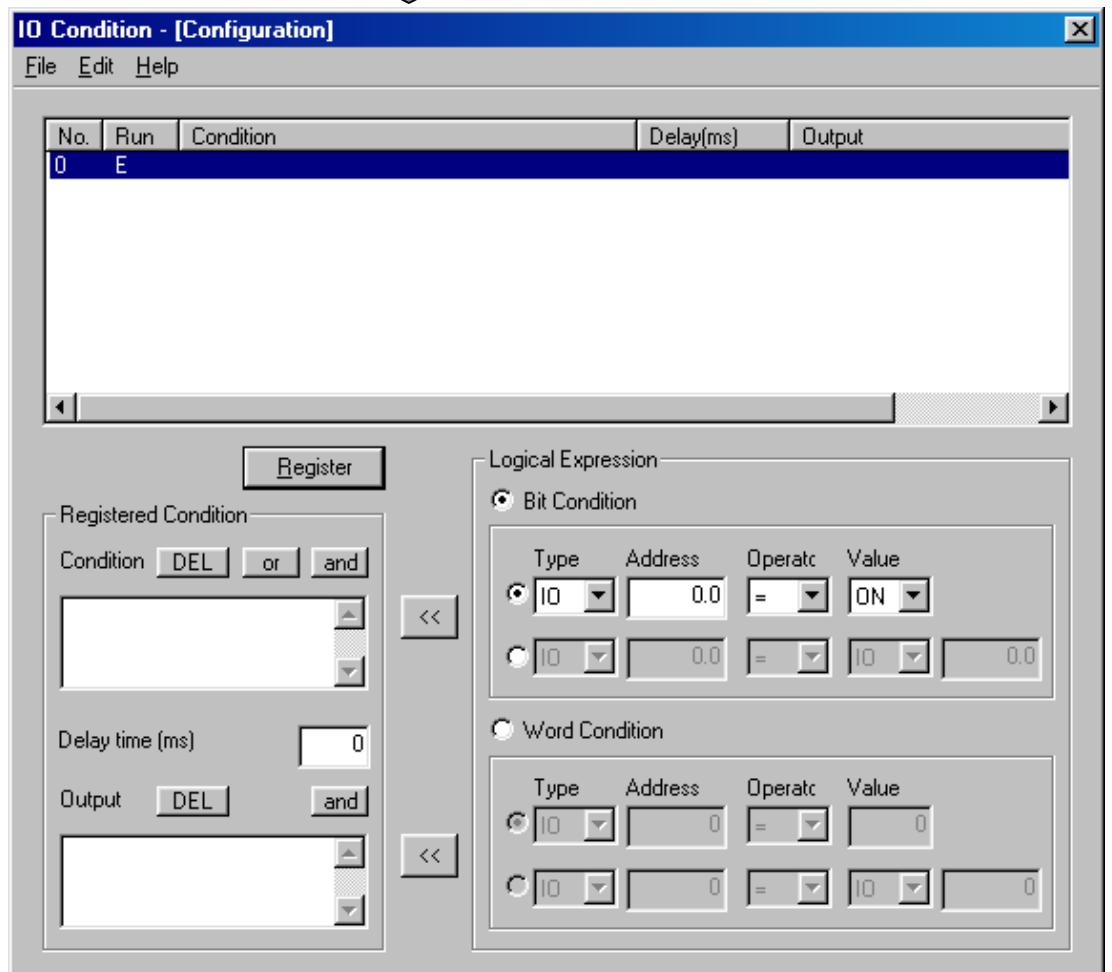 IO Condition - [Configuration]
File Edit Help
No. Run Condition Delay(ms) Output
0 E
Register
Registered Condition
Condition DEL or and
<<
Delay time (ms) 0
Output DEL and
<<
Logical Expression
Bit Condition
Type Address Operatc Value
IO 0.0 = ON
IO 0.0 = IO 0.0
Word Condition
Type Address Operatc Value
IO 0 = 0
IO 0 = IO 0